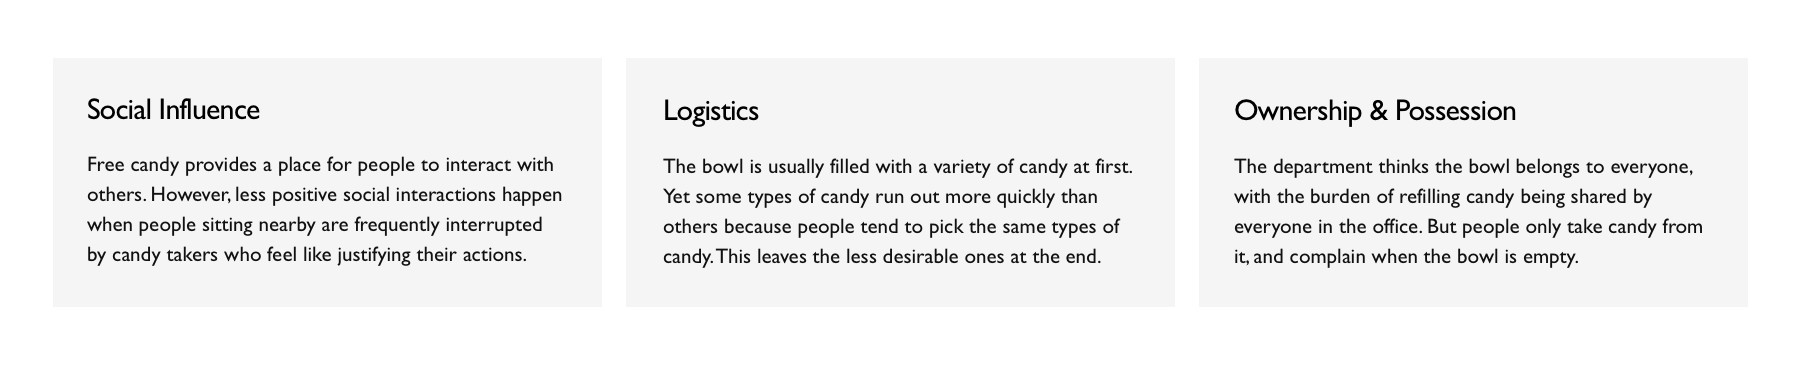 Social Influence
Free candy provides a place for people to interact with
others. However, less positive social interactions happen
when people sitting nearby are frequently interrupted
by candy takers who feel like justifying their actions.
Logistics
The bowl is usually filled with a variety of candy at first.
Yet some types of candy run out more quickly than
others because people tend to pick the same types of
candy. This leaves the less desirable ones at the end.
Ownership & Possession
The department thinks the bowl belongs to everyone,
with the burden of refilling candy being shared by
everyone in the office. But people only take candy from
it, and complain when the bowl is empty.